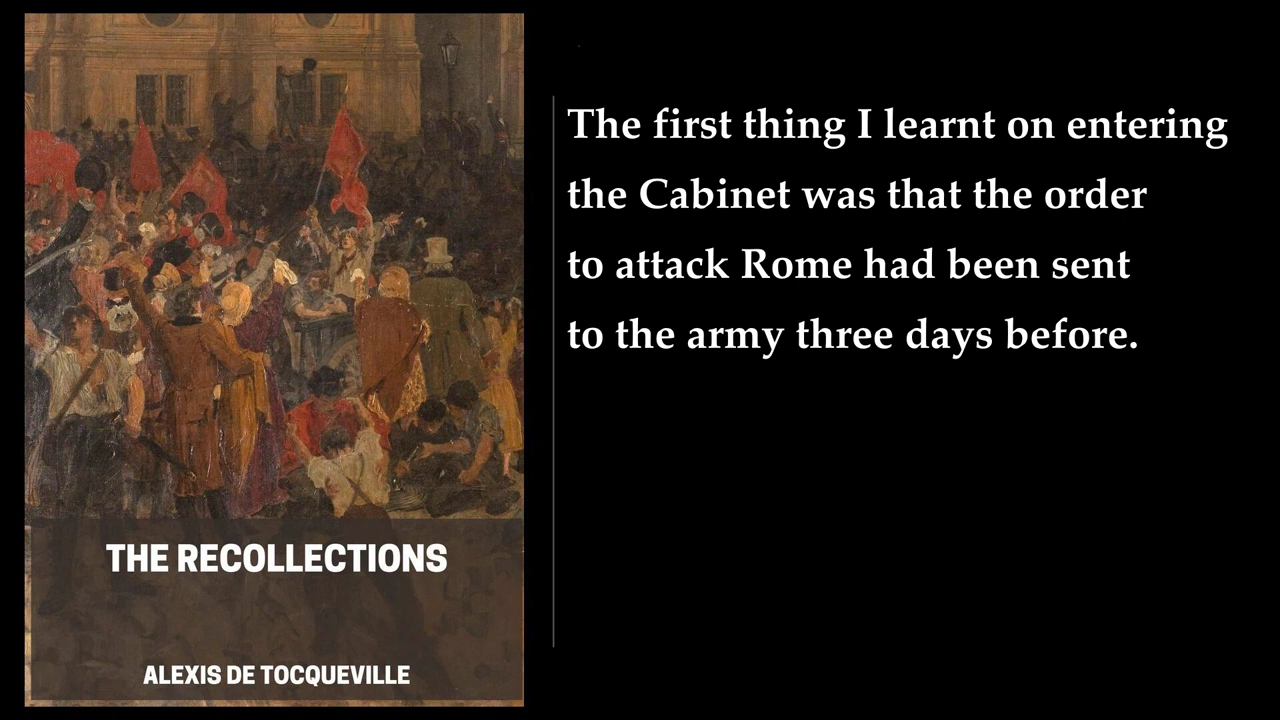 The first thing I learnt on entering
the Cabinet was that the order
to attack Rome had been sent
to the army three days before.
THE RECOLLECTIONS
ALEXIS DE TOCQUEVILLE